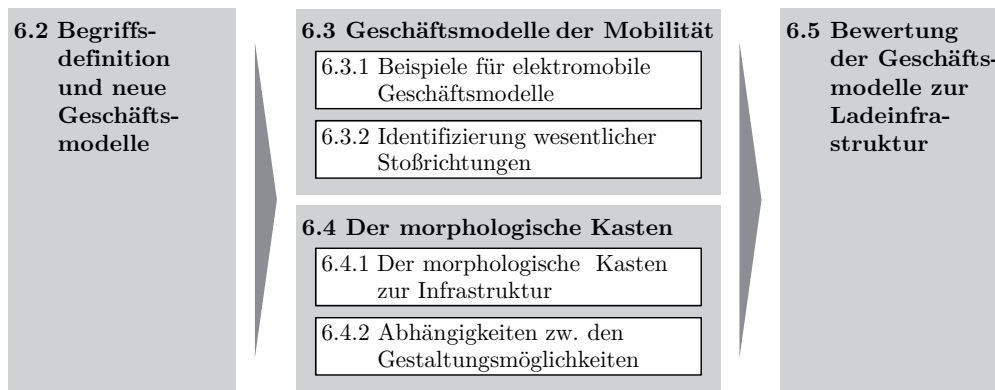 6.2 Begriffs-
definition
und neue
Geschäfts-
modelle
6.3 Geschäftsmodelle der Mobilität
6.3.1 Beispiele für elektromobile
Geschäftsmodelle
6.3.2 Identifizierung wesentlicher
Stoßrichtungen
6.4 Der morphologische Kasten
6.4.1 Der morphologische Kasten
zur Infrastruktur
6.4.2 Abhängigkeiten zw. den
Gestaltungsmöglichkeiten
6.5 Bewertung
der Geschäfts-
modelle zur
Ladeinfra-
struktur